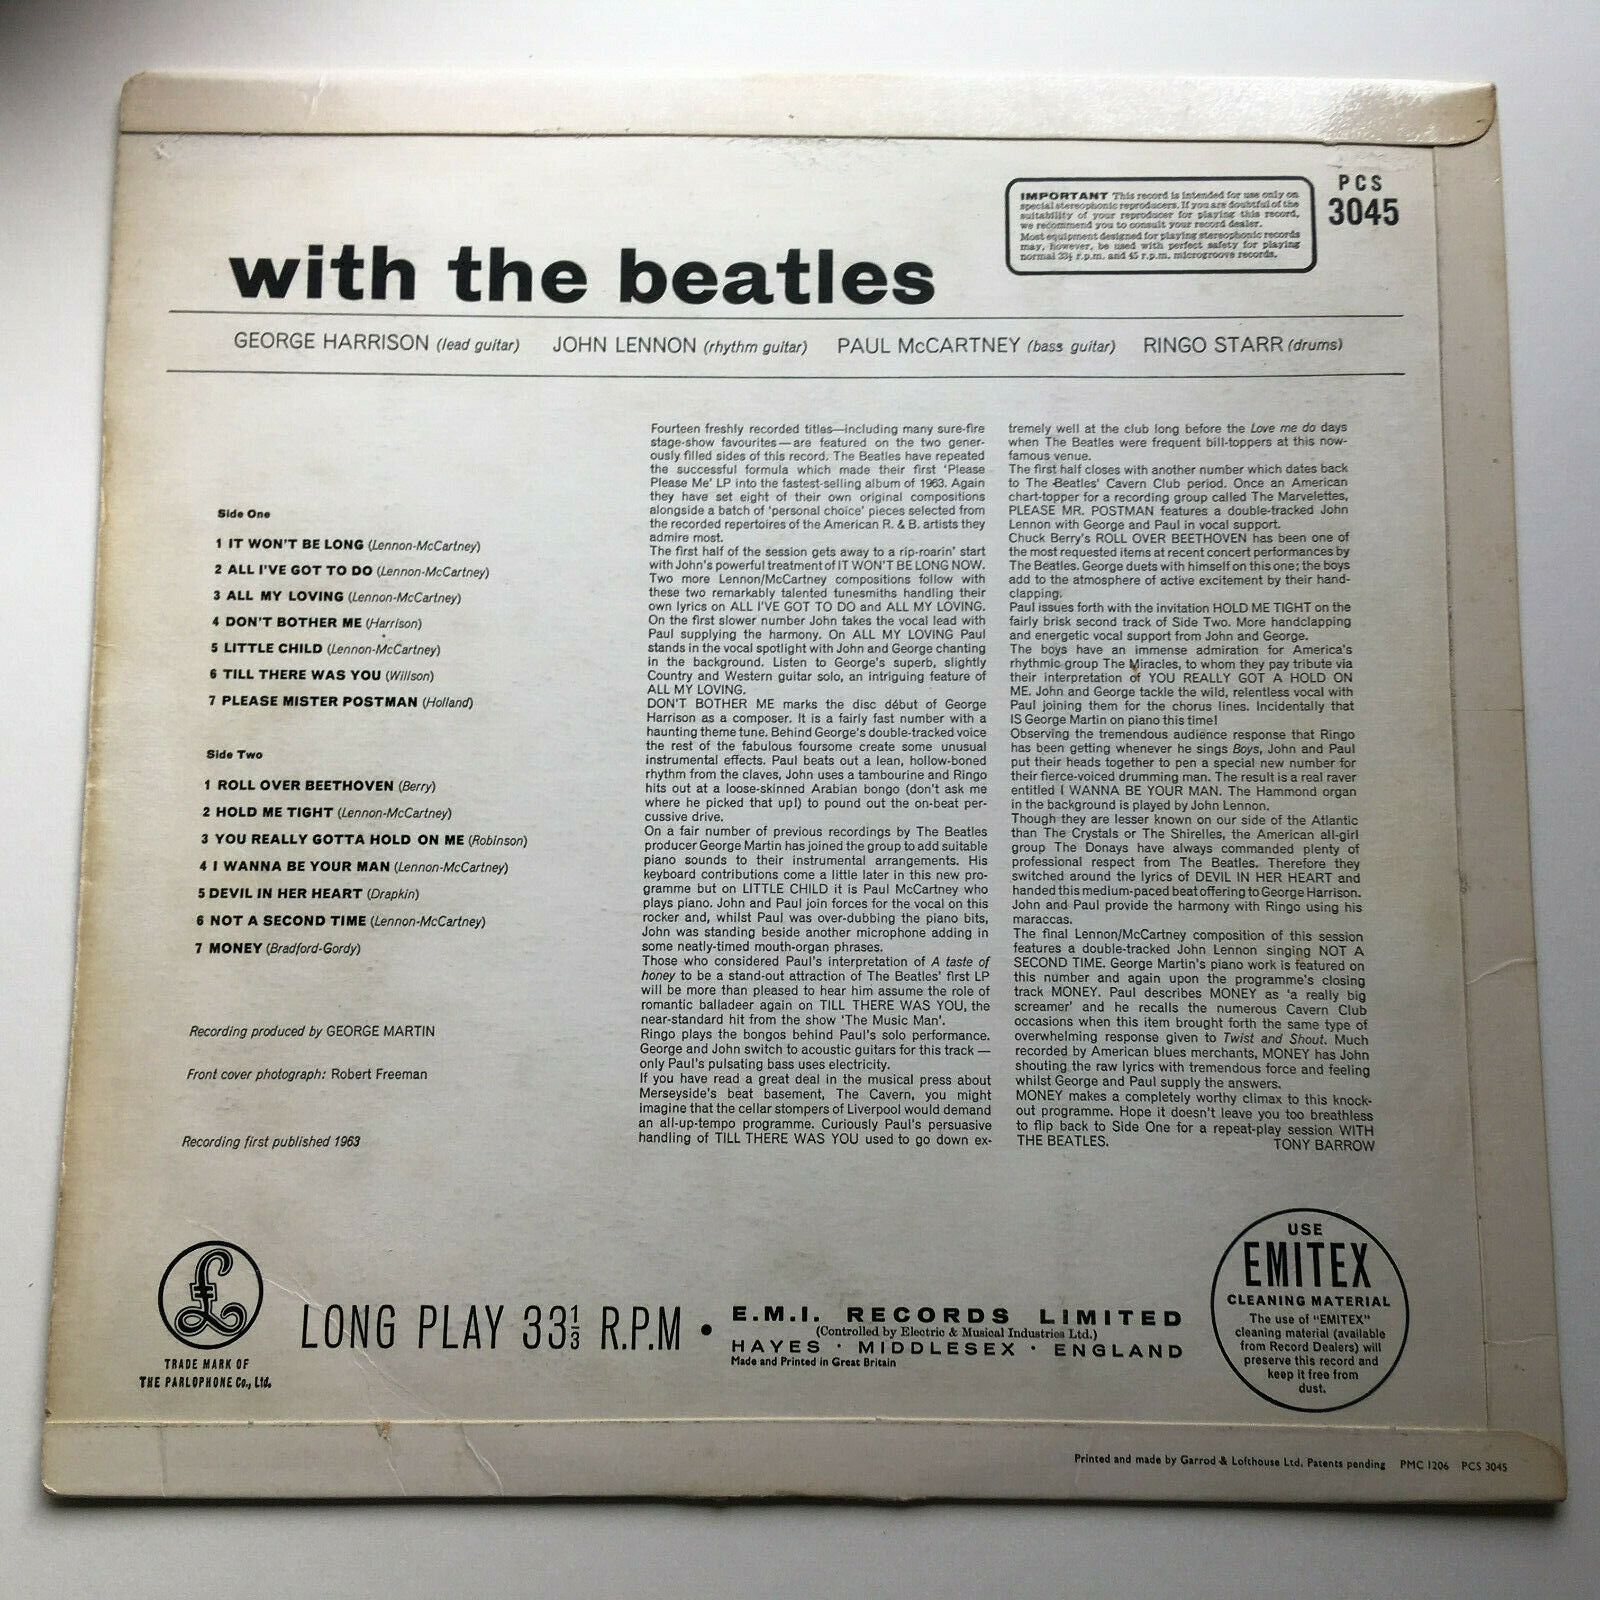 IMPORTANT This record is intended for use only on
special stereophonic reproducers. If you are doubtful of the
suitability of your reproducer for playing this record,
we recommend you to consult your record dealer.
Most equipment designed for playing stereophonic records
may, however, be used with perfect safety for playing
normal 33⅓ r.p.m. and 45 r.p.m. microgroove records.
PCS
3045
with the beatles
GEORGE HARRISON (lead guitar) JOHN LENNON (rhythm guitar) PAUL McCARTNEY (bass guitar) RINGO STARR (drums)
Side One
1 IT WON'T BE LONG (Lennon-McCartney)
2 ALL I'VE GOT TO DO (Lennon-McCartney)
3 ALL MY LOVING (Lennon-McCartney)
4 DON'T BOTHER ME (Harrison)
5 LITTLE CHILD (Lennon-McCartney)
6 TILL THERE WAS YOU (Willson)
7 PLEASE MISTER POSTMAN (Holland)
Side Two
1 ROLL OVER BEETHOVEN (Berry)
2 HOLD ME TIGHT (Lennon-McCartney)
3 YOU REALLY GOTTA HOLD ON ME (Robinson)
4 I WANNA BE YOUR MAN (Lennon-McCartney)
5 DEVIL IN HER HEART (Drapkin)
6 NOT A SECOND TIME (Lennon-McCartney)
7 MONEY (Bradford-Gordy)
Recording produced by GEORGE MARTIN
Front cover photograph: Robert Freeman
Recording first published 1963
Fourteen freshly recorded titles—including many sure-fire
stage-show favourites—are featured on the two gener-
ously filled sides of this record. The Beatles have repeated
the successful formula which made their first 'Please
Please Me' LP into the fastest-selling album of 1963. Again
they have set eight of their own original compositions
alongside a batch of 'personal choice' pieces selected from
the recorded repertoires of the American R. & B. artists they
admire most.
The first half of the session gets away to a rip-roarin' start
with John's powerful treatment of IT WON'T BE LONG NOW.
Two more Lennon/McCartney compositions follow with
these two remarkably talented tunesmiths handling their
own lyrics on ALL I'VE GOT TO DO and ALL MY LOVING.
On the first slower number John takes the vocal lead with
Paul supplying the harmony. On ALL MY LOVING Paul
stands in the vocal spotlight with John and George chanting
in the background. Listen to George's superb, slightly
Country and Western guitar solo, an intriguing feature of
ALL MY LOVING.
DON'T BOTHER ME marks the disc début of George
Harrison as a composer. It is a fairly fast number with a
haunting theme tune. Behind George's double-tracked voice
the rest of the fabulous foursome create some unusual
instrumental effects. Paul beats out a lean, hollow-boned
rhythm from the claves, John uses a tambourine and Ringo
hits out at a loose-skinned Arabian bongo (don't ask me
where he picked that up!) to pound out the on-beat per-
cussive drive.
On a fair number of previous recordings by The Beatles
producer George Martin has joined the group to add suitable
piano sounds to their instrumental arrangements. His
keyboard contributions come a little later in this new pro-
gramme but on LITTLE CHILD it is Paul McCartney who
plays piano. John and Paul join forces for the vocal on this
rocker and, whilst Paul was over-dubbing the piano bits,
John was standing beside another microphone adding in
some neatly-timed mouth-organ phrases.
Those who considered Paul's interpretation of A taste of
honey to be a stand-out attraction of The Beatles' first LP
will be more than pleased to hear him assume the role of
romantic balladeer again on TILL THERE WAS YOU, the
near-standard hit from the show 'The Music Man'.
Ringo plays the bongos behind Paul's solo performance.
George and John switch to acoustic guitars for this track —
only Paul's pulsating bass uses electricity.
If you have read a great deal in the musical press about
Merseyside's beat basement, The Cavern, you might
imagine that the cellar stompers of Liverpool would demand
an all-up-tempo programme. Curiously Paul's persuasive
handling of TILL THERE WAS YOU used to go down ex-
tremely well at the club long before the Love me do days
when The Beatles were frequent bill-toppers at this now-
famous venue.
The first half closes with another number which dates back
to The Beatles' Cavern Club period. Once an American
chart-topper for a recording group called The Marvelettes,
PLEASE MR. POSTMAN features a double-tracked John
Lennon with George and Paul in vocal support.
Chuck Berry's ROLL OVER BEETHOVEN has been one of
the most requested items at recent concert performances by
The Beatles. George duets with himself on this one; the boys
add to the atmosphere of active excitement by their hand-
clapping.
Paul issues forth with the invitation HOLD ME TIGHT on the
fairly brisk second track of Side Two. More handclapping
and energetic vocal support from John and George.
The boys have an immense admiration for America's
rhythmic group The Miracles, to whom they pay tribute via
their interpretation of YOU REALLY GOT A HOLD ON
ME. John and George tackle the wild, relentless vocal with
Paul joining them for the chorus lines. Incidentally that
IS George Martin on piano this time!
Observing the tremendous audience response that Ringo
has been getting whenever he sings Boys, John and Paul
put their heads together to pen a special new number for
their fierce-voiced drumming man. The result is a real raver
entitled I WANNA BE YOUR MAN. The Hammond organ
in the background is played by John Lennon.
Though they are lesser known on our side of the Atlantic
than The Crystals or The Shirelles, the American all-girl
group The Donays have always commanded plenty of
professional respect from The Beatles. Therefore they
switched around the lyrics of DEVIL IN HER HEART and
handed this medium-paced beat offering to George Harrison.
John and Paul provide the harmony with Ringo using his
maraccas.
The final Lennon/McCartney composition of this session
features a double-tracked John Lennon singing NOT A
SECOND TIME. George Martin's piano work is featured on
this number and again upon the programme's closing
track MONEY. Paul describes MONEY as 'a really big
screamer' and he recalls the numerous Cavern Club
occasions when this item brought forth the same type of
overwhelming response given to Twist and Shout. Much
recorded by American blues merchants, MONEY has John
shouting the raw lyrics with tremendous force and feeling
whilst George and Paul supply the answers.
MONEY makes a completely worthy climax to this knock-
out programme. Hope it doesn't leave you too breathless
to flip back to Side One for a repeat-play session WITH
THE BEATLES. TONY BARROW
£
TRADE MARK OF
THE PARLOPHONE Co., Ltd.
LONG PLAY 33⅓ R.P.M •
E.M.I. RECORDS LIMITED
(Controlled by Electric & Musical Industries Ltd.)
HAYES · MIDDLESEX · ENGLAND
Made and Printed in Great Britain
USE
EMITEX
CLEANING MATERIAL
The use of "EMITEX"
cleaning material (available
from Record Dealers) will
preserve this record and
keep it free from
dust.
Printed and made by Garrod & Lofthouse Ltd. Patents pending PMC 1206 PCS 3045